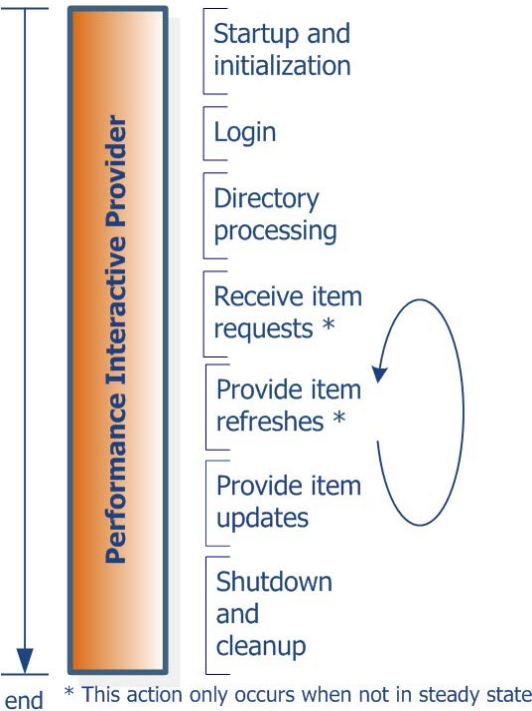 Performance Interactive Provider
Startup and
initialization
Login
Directory
processing
Receive item
requests *
Provide item
refreshes *
Provide item
updates
Shutdown
and
cleanup
end
* This action only occurs when not in steady state